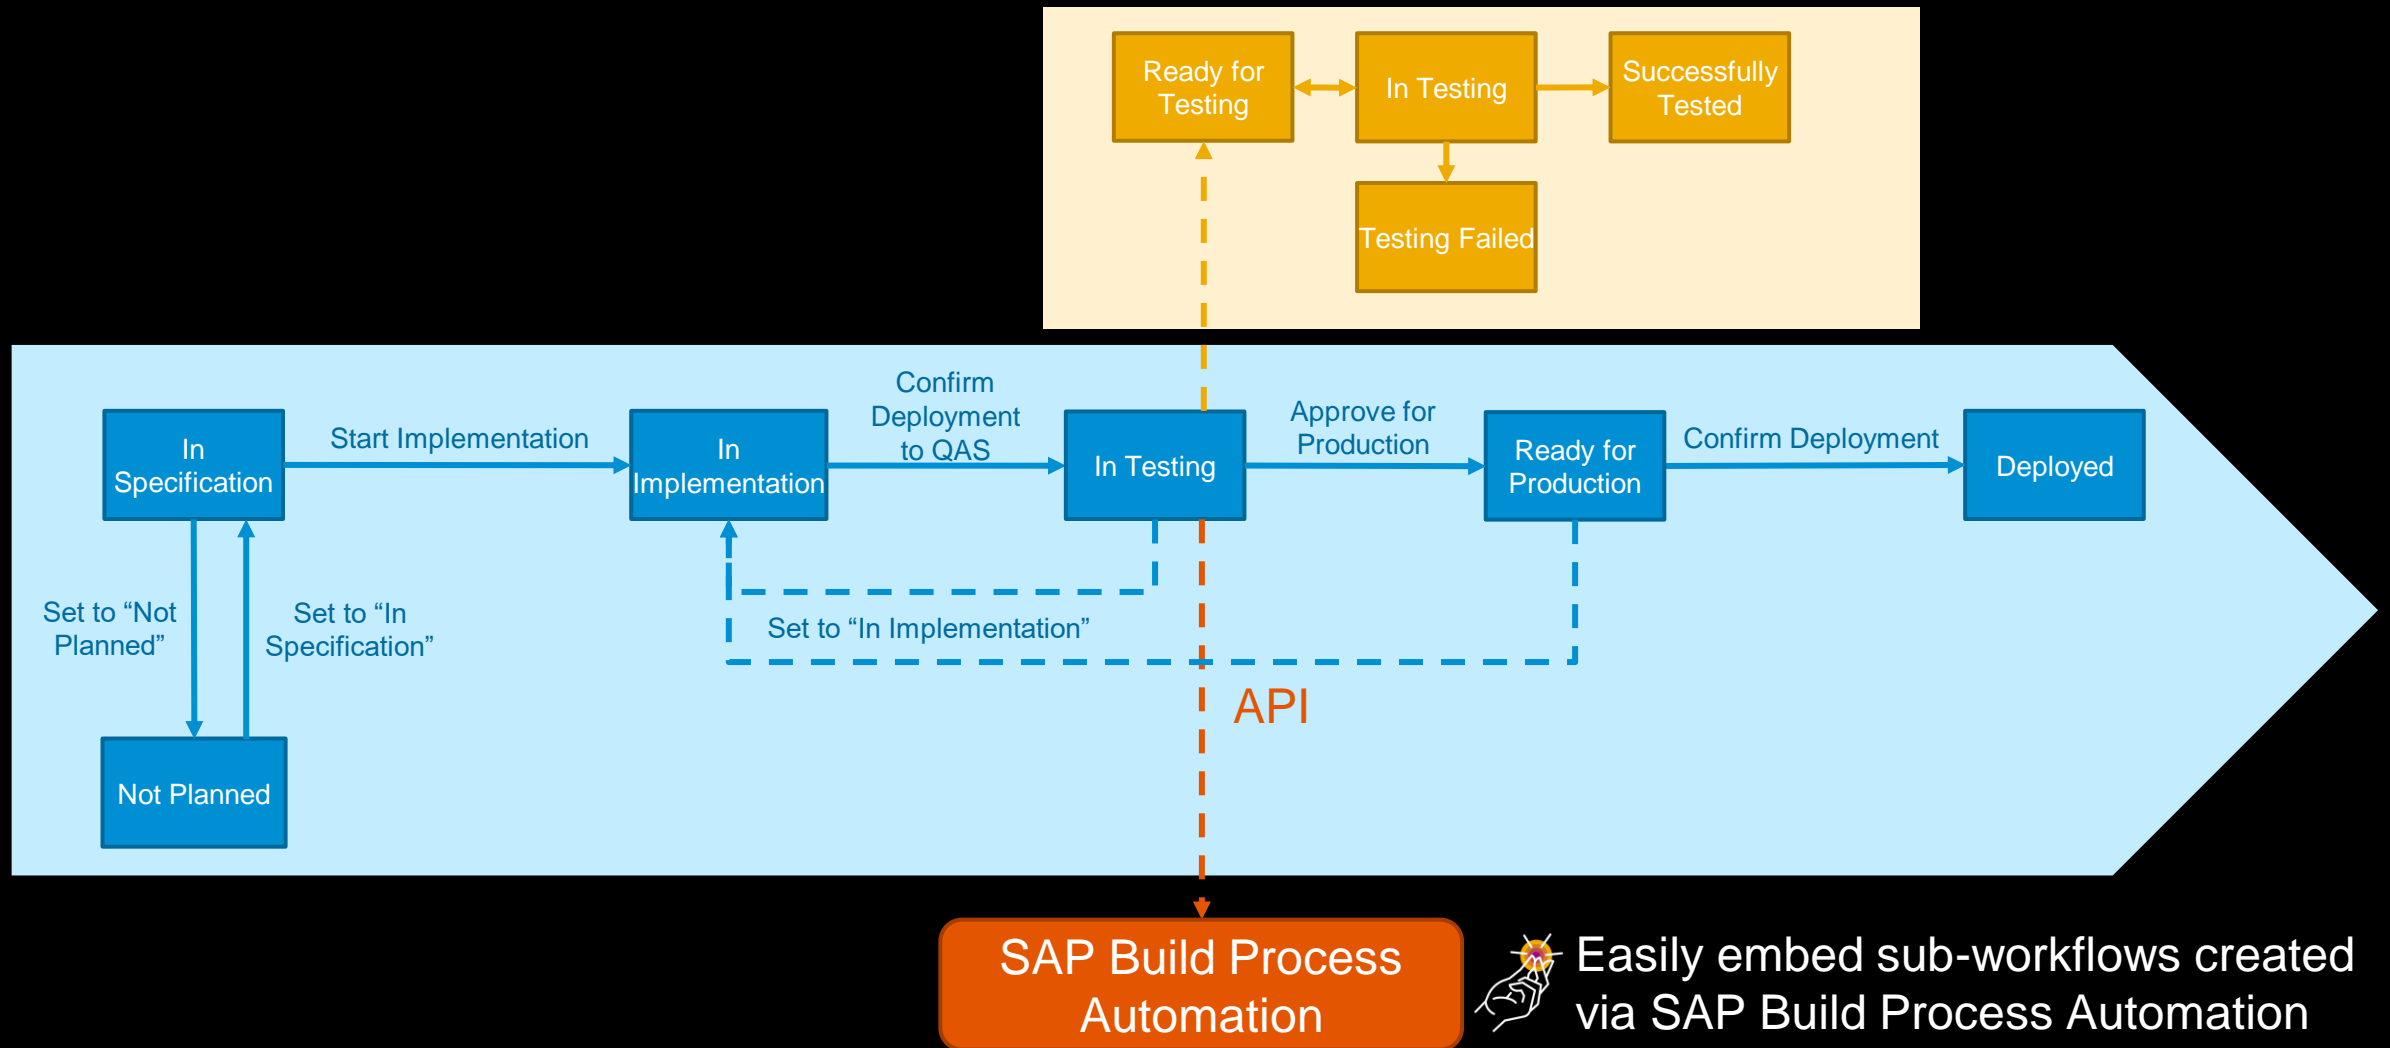 Ready for
Testing
In Testing
Successfully
Tested
Testing Failed
In
Specification
Start Implementation
In
Implementation
Confirm
Deployment
to QAS
In Testing
Approve for
Production
Ready for
Production
Confirm Deployment
Deployed
Set to “Not
Planned”
Set to “In
Specification”
Set to “In Implementation”
API
Not Planned
SAP Build Process
Automation
Easily embed sub-workflows created
via SAP Build Process Automation